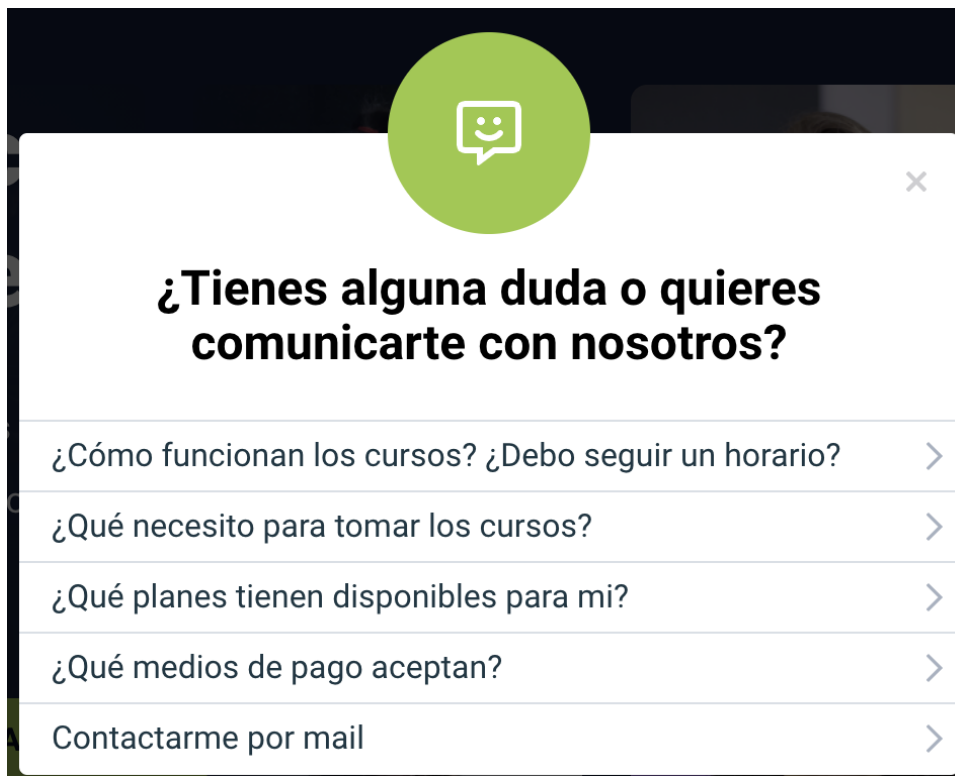 ¿Tienes alguna duda o quieres
comunicarte con nosotros?
¿Cómo funcionan los cursos? ¿Debo seguir un horario?
¿Qué necesito para tomar los cursos?
¿Qué planes tienen disponibles para mi?
¿Qué medios de pago aceptan?
Contactarme por mail